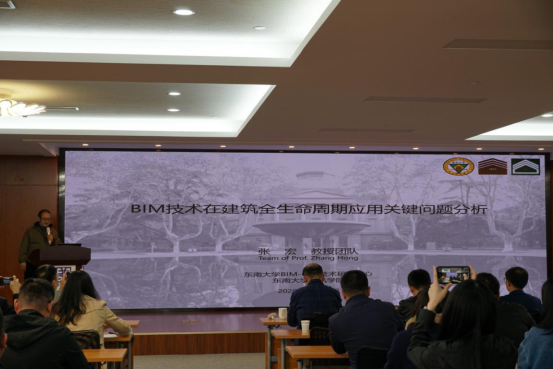 BIM技术在建筑全生命周期应用关键问题分析
张 宏 教授团队
Team of Prof. Zhang Hong
东南大学BIM-
东南大学
202